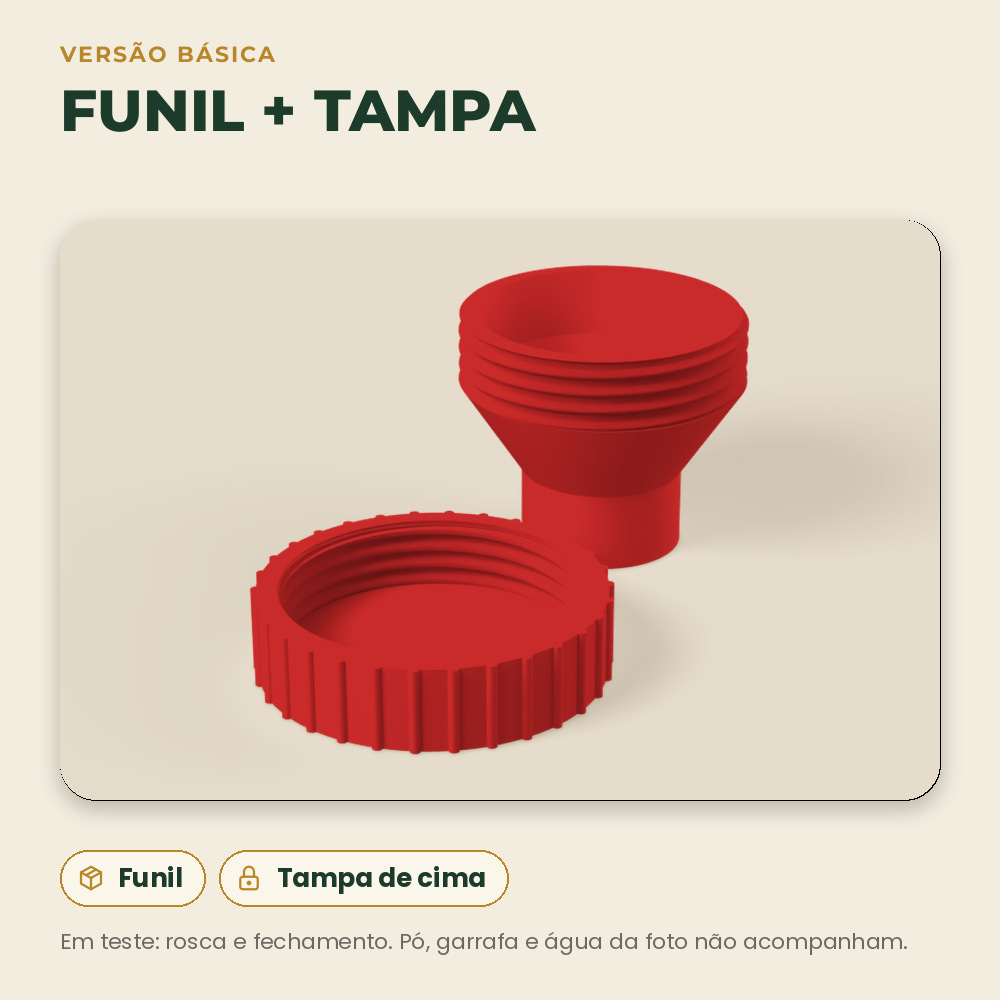 VERSÃO BÁSICA
FUNIL + TAMPA
Funil
Tampa de cima
Em teste: rosca e fechamento. Pó, garrafa e água da foto não acompanham.